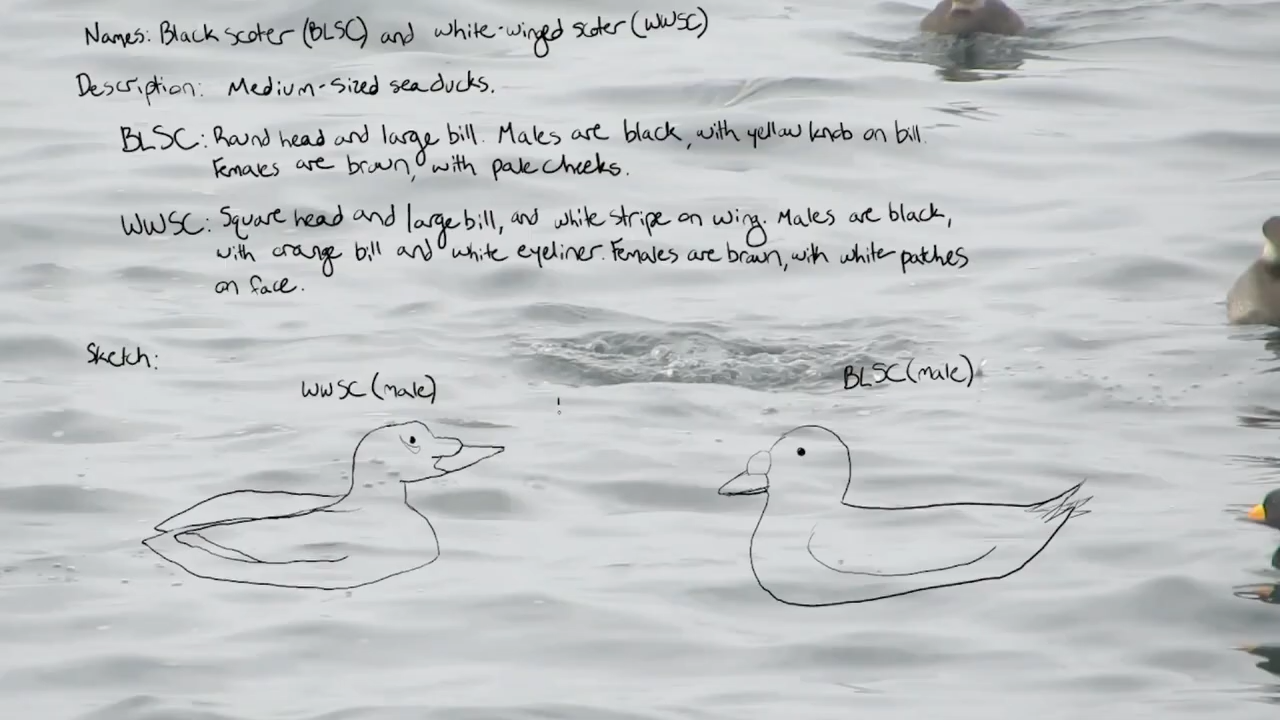 Names: Black scoter (BLSC) and white-winged scoter (WWSC)
Description: Medium-sized sea ducks.
BLSC: Round head and large bill. Males are black, with yellow knob on bill.
Females are brown, with pale cheeks.
WWSC: Square head and large bill, and white stripe on wing. Males are black,
with orange bill and white eyeliner. Females are brown, with white patches
on face.
Sketch:
WWSC (male)
BLSC (male)